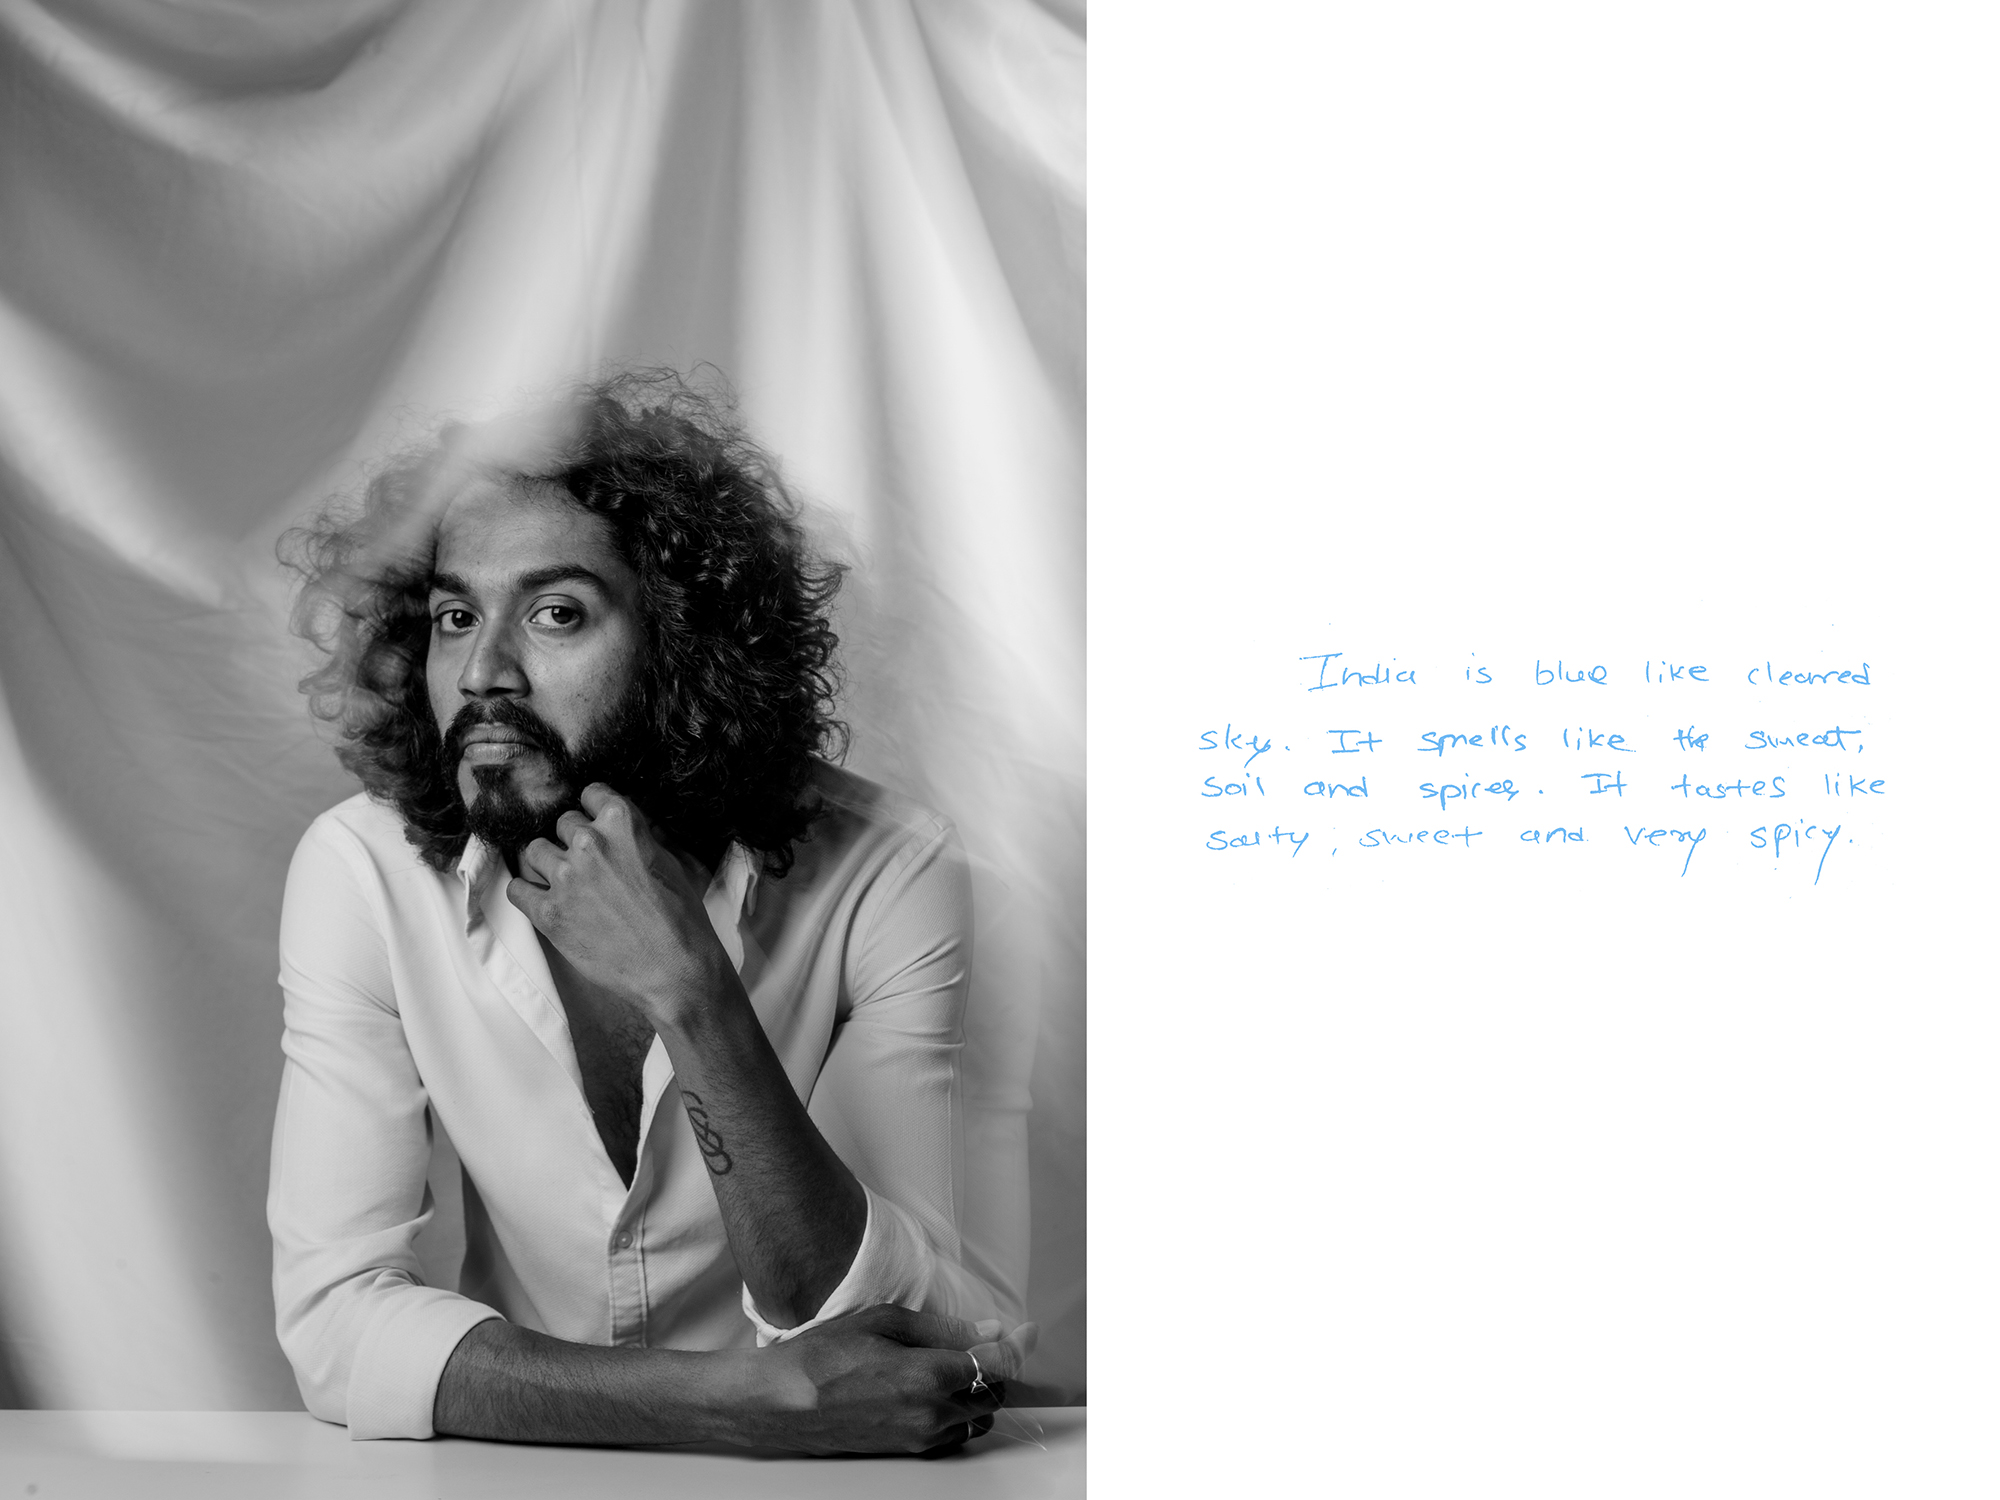 India is blue like cleared
sky. It smells like the sweat,
soil and spices. It tastes like
salty, sweet and very spicy.